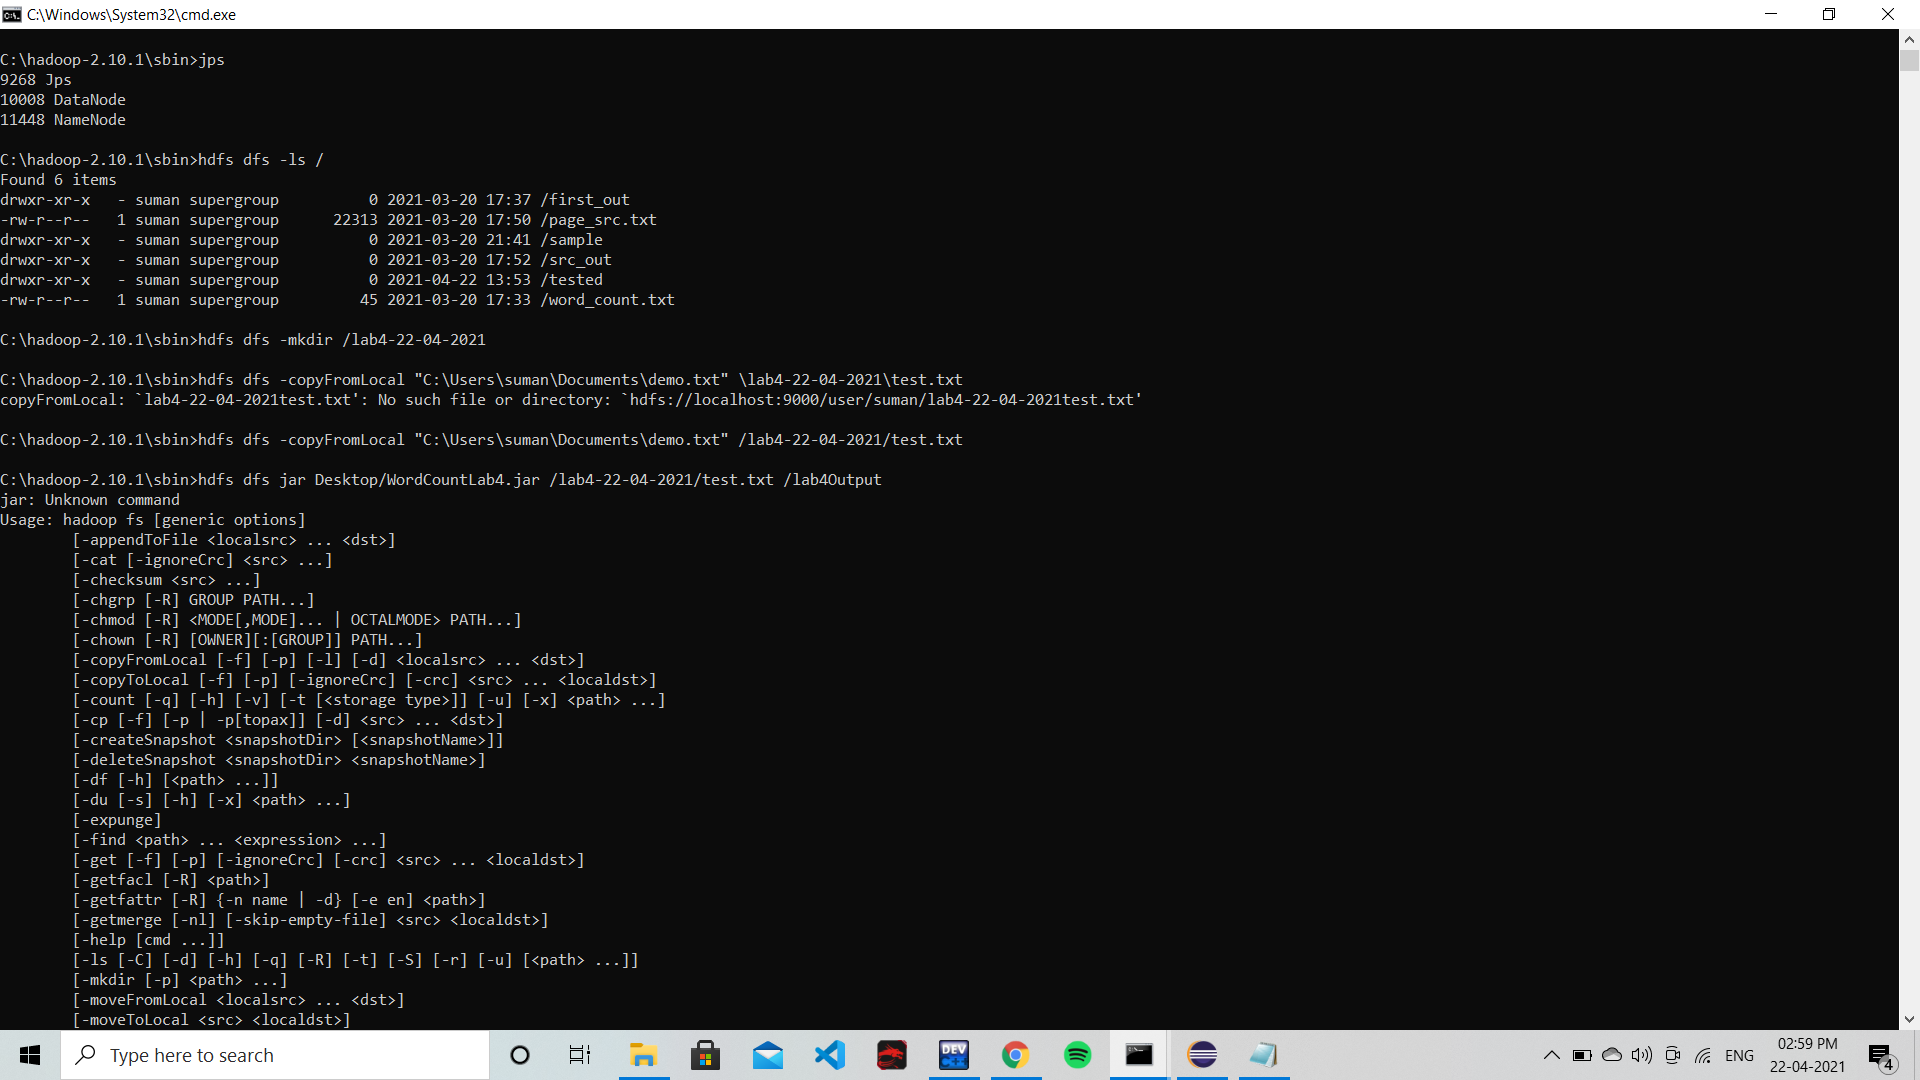 C:\Windows\System32\cmd.exe
C:\hadoop-2.10.1\sbin>jps
9268 Jps
10008 DataNode
11448 NameNode
C:\hadoop-2.10.1\sbin>hdfs dfs -ls /
Found 6 items
drwxr-xr-x   - suman supergroup          0 2021-03-20 17:37 /first_out
-rw-r--r--   1 suman supergroup      22313 2021-03-20 17:50 /page_src.txt
drwxr-xr-x   - suman supergroup          0 2021-03-20 21:41 /sample
drwxr-xr-x   - suman supergroup          0 2021-03-20 17:52 /src_out
drwxr-xr-x   - suman supergroup          0 2021-04-22 13:53 /tested
-rw-r--r--   1 suman supergroup         45 2021-03-20 17:33 /word_count.txt
C:\hadoop-2.10.1\sbin>hdfs dfs -mkdir /lab4-22-04-2021
C:\hadoop-2.10.1\sbin>hdfs dfs -copyFromLocal "C:\Users\suman\Documents\demo.txt" \lab4-22-04-2021\test.txt
copyFromLocal: `lab4-22-04-2021test.txt': No such file or directory: `hdfs://localhost:9000/user/suman/lab4-22-04-2021test.txt'
C:\hadoop-2.10.1\sbin>hdfs dfs -copyFromLocal "C:\Users\suman\Documents\demo.txt" /lab4-22-04-2021/test.txt
C:\hadoop-2.10.1\sbin>hdfs dfs jar Desktop/WordCountLab4.jar /lab4-22-04-2021/test.txt /lab4Output
jar: Unknown command
Usage: hadoop fs [generic options]
        [-appendToFile <localsrc> ... <dst>]
        [-cat [-ignoreCrc] <src> ...]
        [-checksum <src> ...]
        [-chgrp [-R] GROUP PATH...]
        [-chmod [-R] <MODE[,MODE]... | OCTALMODE> PATH...]
        [-chown [-R] [OWNER][:[GROUP]] PATH...]
        [-copyFromLocal [-f] [-p] [-l] [-d] <localsrc> ... <dst>]
        [-copyToLocal [-f] [-p] [-ignoreCrc] [-crc] <src> ... <localdst>]
        [-count [-q] [-h] [-v] [-t [<storage type>]] [-u] [-x] <path> ...]
        [-cp [-f] [-p | -p[topax]] [-d] <src> ... <dst>]
        [-createSnapshot <snapshotDir> [<snapshotName>]]
        [-deleteSnapshot <snapshotDir> <snapshotName>]
        [-df [-h] [<path> ...]]
        [-du [-s] [-h] [-x] <path> ...]
        [-expunge]
        [-find <path> ... <expression> ...]
        [-get [-f] [-p] [-ignoreCrc] [-crc] <src> ... <localdst>]
        [-getfacl [-R] <path>]
        [-getfattr [-R] {-n name | -d} [-e en] <path>]
        [-getmerge [-nl] [-skip-empty-file] <src> <localdst>]
        [-help [cmd ...]]
        [-ls [-C] [-d] [-h] [-q] [-R] [-t] [-S] [-r] [-u] [<path> ...]]
        [-mkdir [-p] <path> ...]
        [-moveFromLocal <localsrc> ... <dst>]
        [-moveToLocal <src> <localdst>]
Type here to search
DEV
C++
ENG
02:59 PM
22-04-2021
4